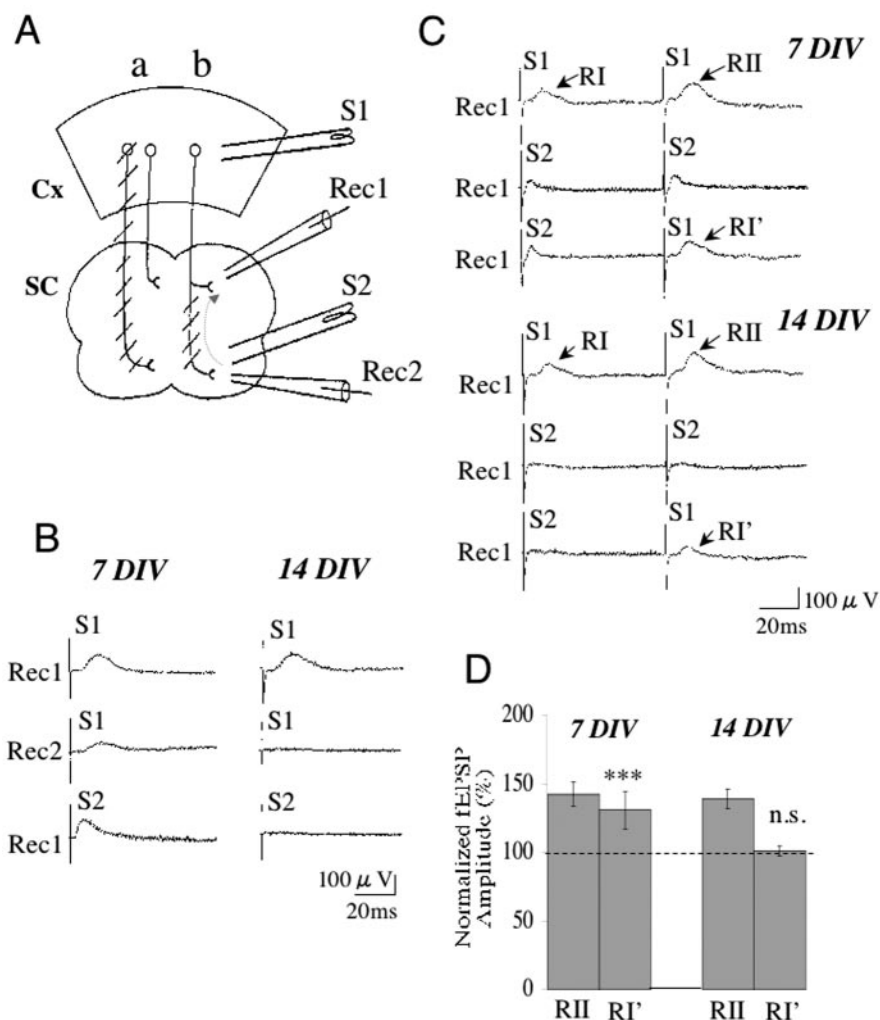 A
a b
S1
Cx
Rec1
SC
S2
Rec2
B
7 DIV 14 DIV
S1 S1
Rec1
S1 S1
Rec2
S2 S2
Rec1
100 μ V
20ms
C
7 DIV
S1 RI S1 RII
Rec1
S2 S2
Rec1
S2 S1 RI'
Rec1
14 DIV
S1 RI S1 RII
Rec1
S2 S2
Rec1
S2 S1 RI'
Rec1
100 μ V
20ms
D
Normalized fEPSP
Amplitude (%)
200
150
100
50
0
7 DIV 14 DIV
*** n.s.
RII RI' RII RI'